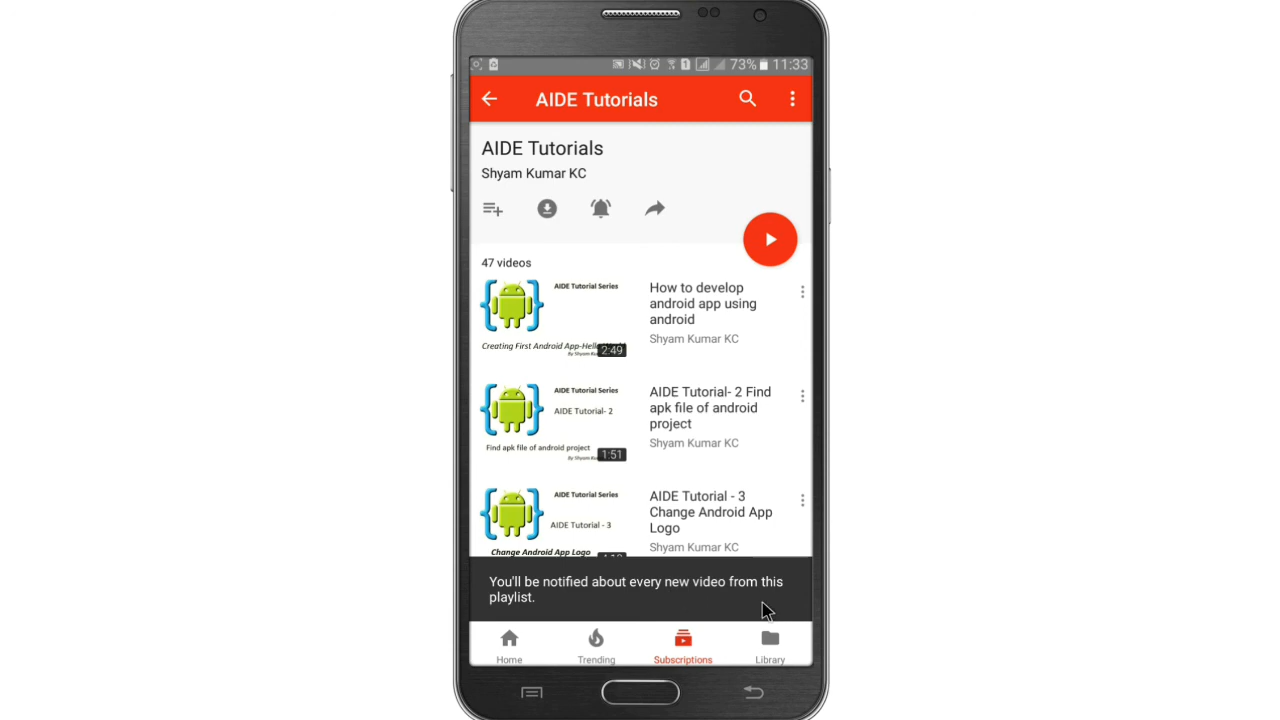 73% 11:33
AIDE Tutorials
AIDE Tutorials
Shyam Kumar KC
47 videos
AIDE Tutorial Series
Creating First Android App-Hell
By Shyam
2:49
How to develop
android app using
android
Shyam Kumar KC
AIDE Tutorial Series
AIDE Tutorial- 2
Find apk file of android project
By Shyam
1:51
AIDE Tutorial- 2 Find
apk file of android
project
Shyam Kumar KC
AIDE Tutorial Series
AIDE Tutorial - 3
Change Android App Logo
AIDE Tutorial - 3
Change Android App
Logo
Shyam Kumar KC
You'll be notified about every new video from this
playlist.
Home
Trending
Subscriptions
Library